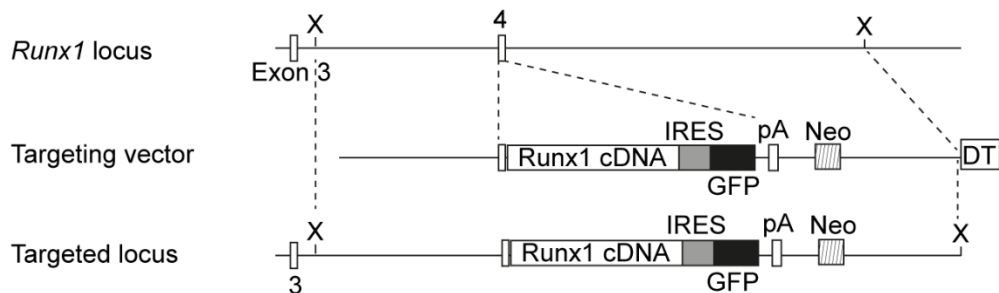 X 4 X
Runx1 locus
Exon 3
IRES pA Neo
Targeting vector Runx1 cDNA DT
GFP
X IRES pA Neo X
Targeted locus Runx1 cDNA
3 GFP